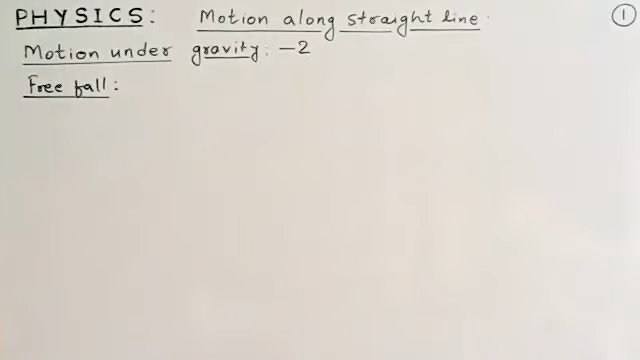 PHYSICS: Motion along straight line. 1
Motion under gravity: -2
Free fall: